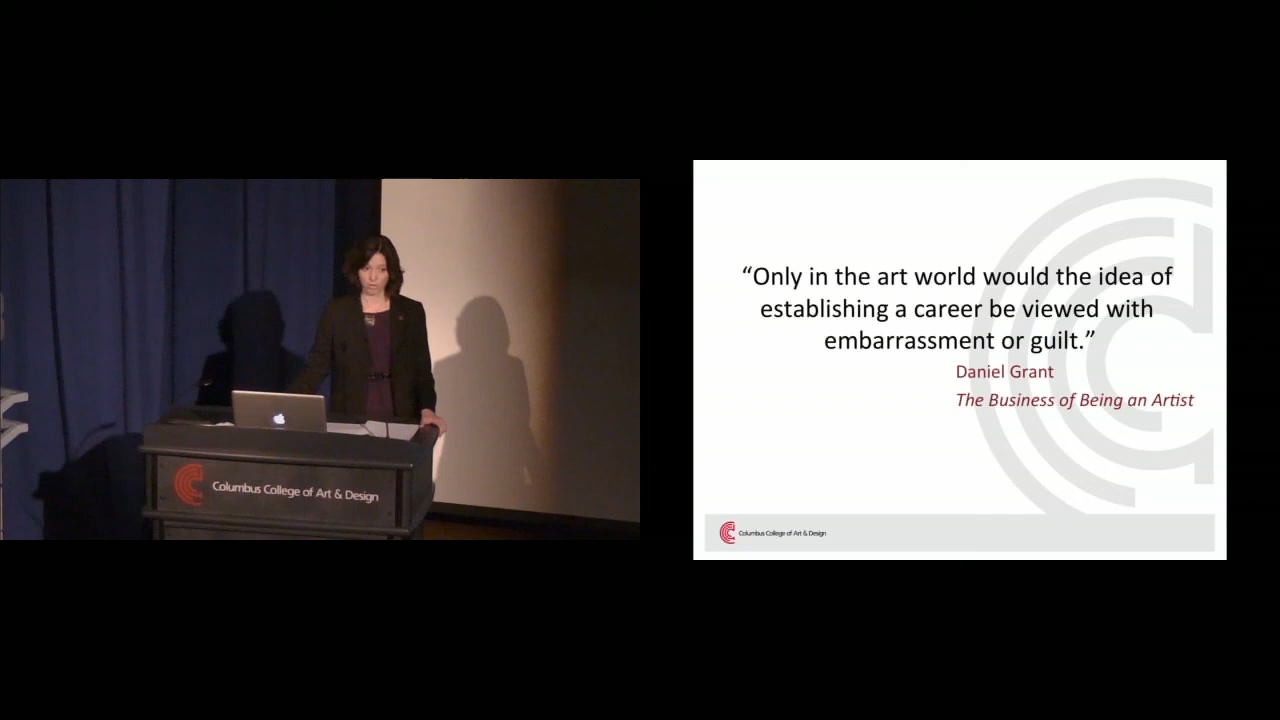 Columbus College of Art & Design
“Only in the art world would the idea of
establishing a career be viewed with
embarrassment or guilt.”
Daniel Grant
The Business of Being an Artist
Columbus College of Art & Design